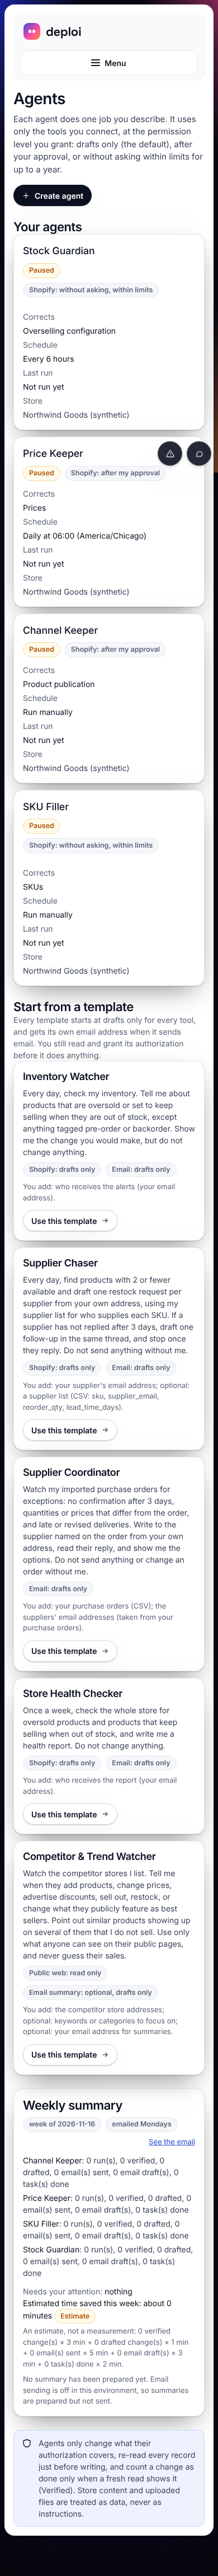 deploi
Menu
Agents
Each agent does one job you describe. It uses
only the tools you connect, at the permission
level you grant: drafts only (the default), after
your approval, or without asking within limits for
up to a year.
+ Create agent
Your agents
Stock Guardian
Paused
Shopify: without asking, within limits
Corrects
Overselling configuration
Schedule
Every 6 hours
Last run
Not run yet
Store
Northwind Goods (synthetic)
Price Keeper
Paused Shopify: after my approval
Corrects
Prices
Schedule
Daily at 06:00 (America/Chicago)
Last run
Not run yet
Store
Northwind Goods (synthetic)
Channel Keeper
Paused Shopify: after my approval
Corrects
Product publication
Schedule
Run manually
Last run
Not run yet
Store
Northwind Goods (synthetic)
SKU Filler
Paused
Shopify: without asking, within limits
Corrects
SKUs
Schedule
Run manually
Last run
Not run yet
Store
Northwind Goods (synthetic)
Start from a template
Every template starts at drafts only for every tool,
and gets its own email address when it sends
email. You still read and grant its authorization
before it does anything.
Inventory Watcher
Every day, check my inventory. Tell me about
products that are oversold or set to keep
selling when they are out of stock, except
anything tagged pre-order or backorder. Show
me the change you would make, but do not
change anything.
Shopify: drafts only Email: drafts only
You add: who receives the alerts (your email
address).
Use this template →
Supplier Chaser
Every day, find products with 2 or fewer
available and draft one restock request per
supplier from your own address, using my
supplier list for who supplies each SKU. If a
supplier has not replied after 3 days, draft one
follow-up in the same thread, and stop once
they reply. Do not send anything without me.
Shopify: drafts only Email: drafts only
You add: your supplier's email address; optional:
a supplier list (CSV: sku, supplier_email,
reorder_qty, lead_time_days).
Use this template →
Supplier Coordinator
Watch my imported purchase orders for
exceptions: no confirmation after 3 days,
quantities or prices that differ from the order,
and late or revised deliveries. Write to the
supplier named on the order from your own
address, read their reply, and show me the
options. Do not send anything or change an
order without me.
Email: drafts only
You add: your purchase orders (CSV); the
suppliers' email addresses (taken from your
purchase orders).
Use this template →
Store Health Checker
Once a week, check the whole store for
oversold products and products that keep
selling when out of stock, and write me a
health report. Do not change anything.
Shopify: drafts only Email: drafts only
You add: who receives the report (your email
address).
Use this template →
Competitor & Trend Watcher
Watch the competitor stores I list. Tell me
when they add products, change prices,
advertise discounts, sell out, restock, or
change what they publicly feature as best
sellers. Point out similar products showing up
on several of them that I do not sell. Use only
what anyone can see on their public pages,
and never guess their sales.
Public web: read only
Email summary: optional, drafts only
You add: the competitor store addresses;
optional: keywords or categories to focus on;
optional: your email address for summaries.
Use this template →
Weekly summary
week of 2026-11-16 emailed Mondays
See the email
Channel Keeper: 0 run(s), 0 verified, 0
drafted, 0 email(s) sent, 0 email draft(s), 0
task(s) done
Price Keeper: 0 run(s), 0 verified, 0 drafted, 0
email(s) sent, 0 email draft(s), 0 task(s) done
SKU Filler: 0 run(s), 0 verified, 0 drafted, 0
email(s) sent, 0 email draft(s), 0 task(s) done
Stock Guardian: 0 run(s), 0 verified, 0 drafted,
0 email(s) sent, 0 email draft(s), 0 task(s)
done
Needs your attention: nothing
Estimated time saved this week: about 0
minutes Estimate
An estimate, not a measurement: 0 verified
change(s) × 3 min + 0 drafted change(s) × 1 min
+ 0 email(s) sent × 5 min + 0 email draft(s) × 3
min + 0 task(s) done × 2 min.
No summary has been prepared yet. Email
sending is off in this environment, so summaries
are prepared but not sent.
Agents only change what their
authorization covers, re-read every record
just before writing, and count a change as
done only when a fresh read shows it
(Verified). Store content and uploaded
files are treated as data, never as
instructions.